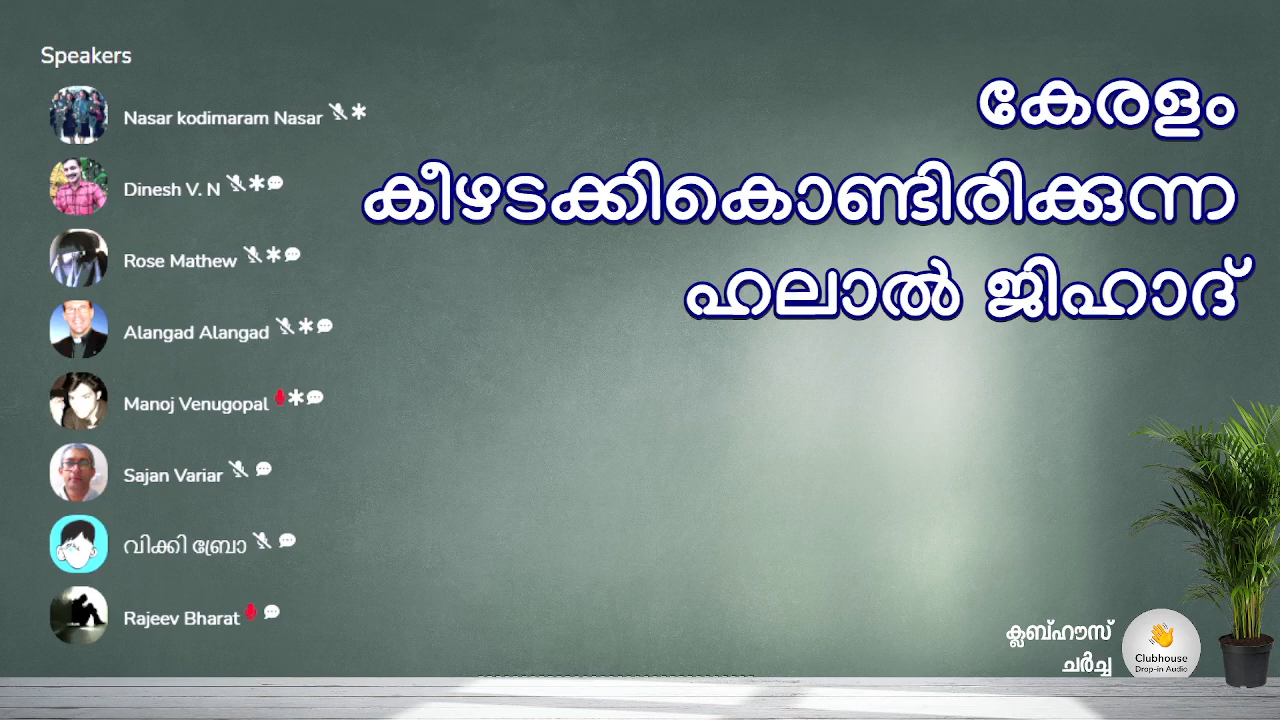 Speakers
Nasar kodimaram Nasar
Dinesh V. N
Rose Mathew
Alangad Alangad
Manoj Venugopal
Sajan Variar
വിക്കി ബ്രോ
Rajeev Bharat
കേരളം
കീഴടക്കികൊണ്ടിരിക്കുന്ന
ഹലാൽ ജിഹാദ്
ക്ലബ്ഹൗസ്
ചർച്ച
Clubhouse
Drop-in Audio